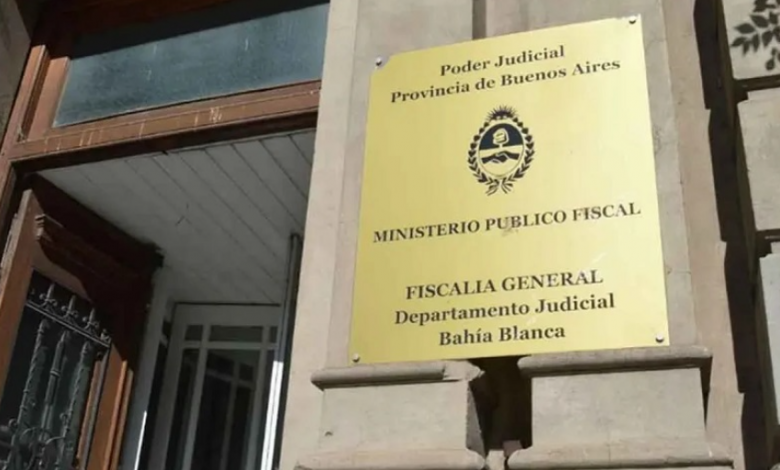 Poder Judicial
Provincia de Buenos Aires
MINISTERIO PUBLICO FISCAL
FISCALIA GENERAL
Departamento Judicial
Bahía Blanca